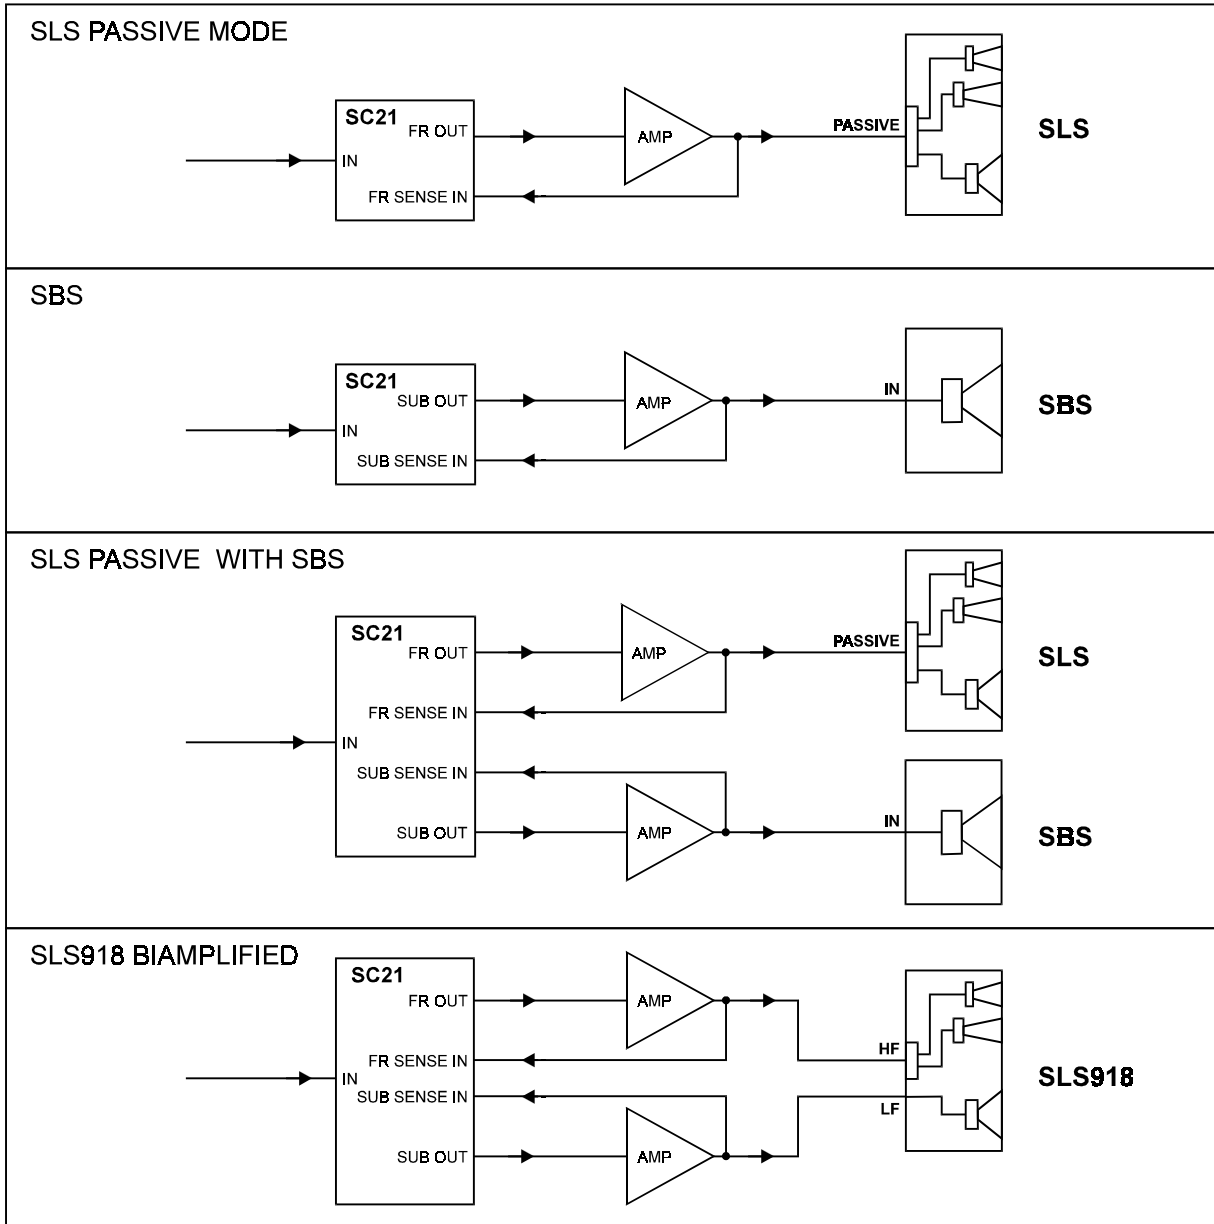 SLS PASSIVE MODE
SC21
FR OUT
IN
FR SENSE IN
AMP
PASSIVE
SLS
SBS
SC21
SUB OUT
IN
SUB SENSE IN
AMP
IN
SBS
SLS PASSIVE WITH SBS
SC21
FR OUT
FR SENSE IN
IN
SUB SENSE IN
SUB OUT
AMP
AMP
PASSIVE
SLS
IN
SBS
SLS918 BIAMPLIFIED
SC21
FR OUT
FR SENSE IN
IN
SUB SENSE IN
SUB OUT
AMP
AMP
HF
LF
SLS918